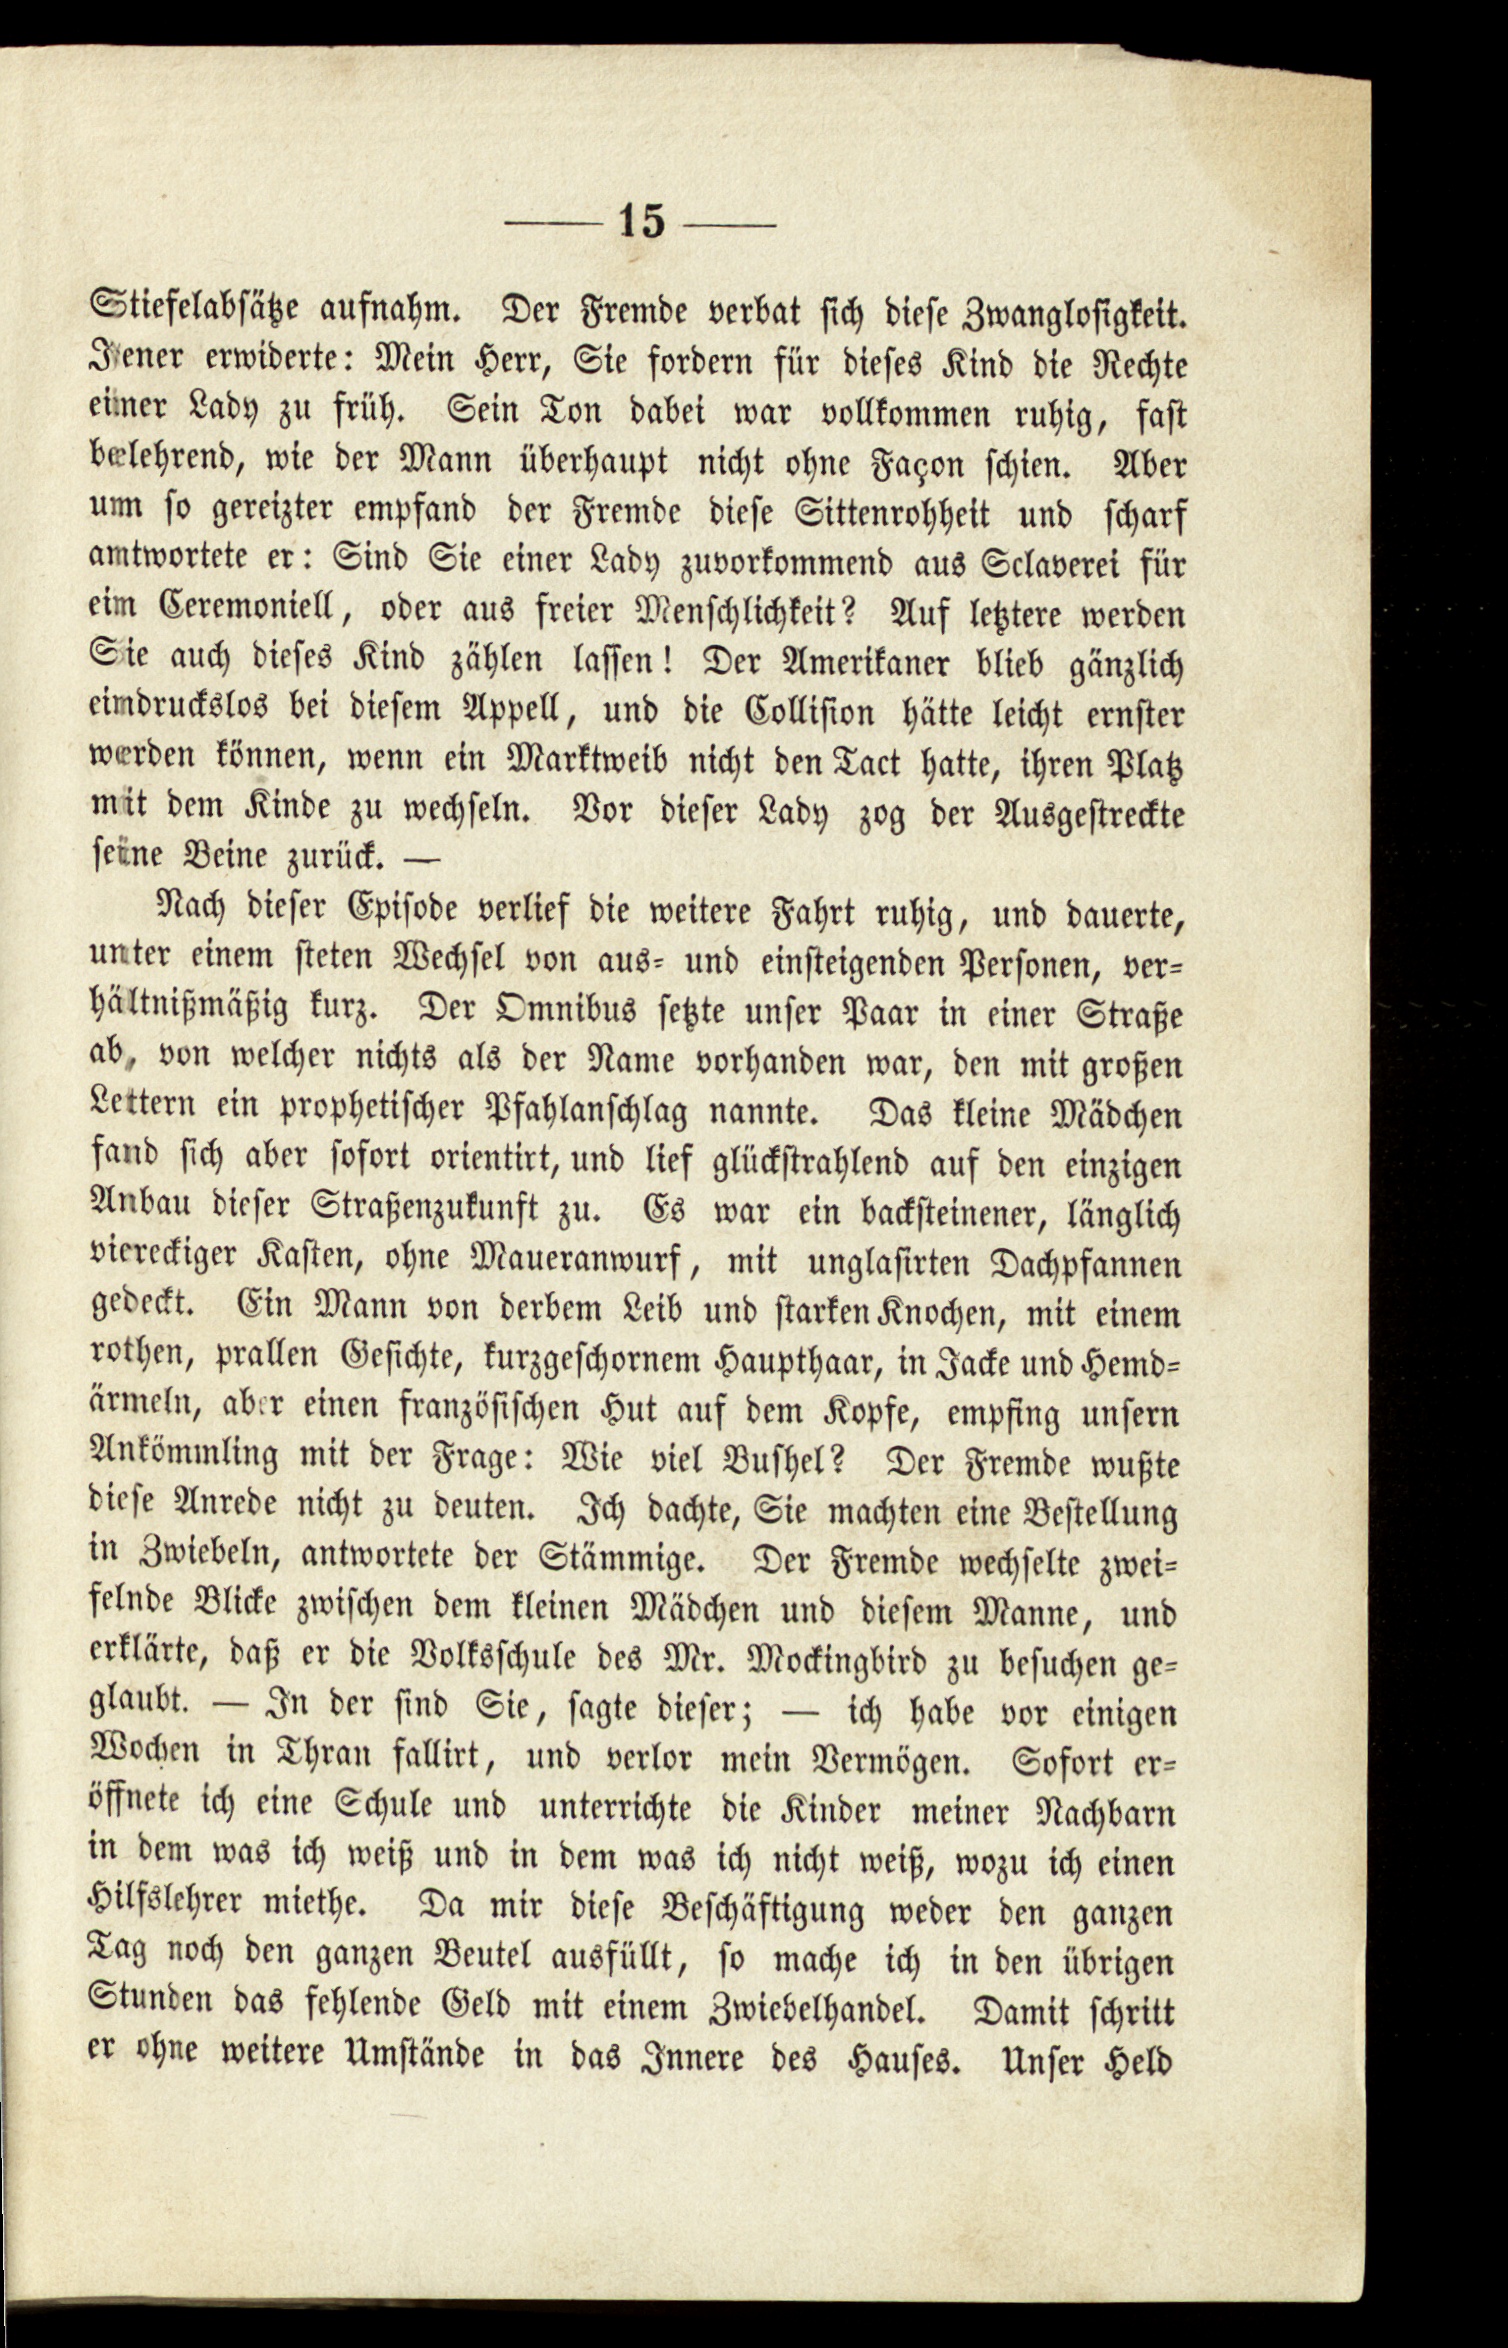 — 15 —
Stiefelabsätze aufnahm. Der Fremde verbat sich diese Zwanglosigkeit.
Jener erwiderte: Mein Herr, Sie fordern für dieses Kind die Rechte
einer Lady zu früh. Sein Ton dabei war vollkommen ruhig, fast
belehrend, wie der Mann überhaupt nicht ohne Façon schien. Aber
um so gereizter empfand der Fremde diese Sittenrohheit und scharf
antwortete er: Sind Sie einer Lady zuvorkommend aus Sclaverei für
ein Ceremoniell, oder aus freier Menschlichkeit? Auf letztere werden
Sie auch dieses Kind zählen lassen! Der Amerikaner blieb gänzlich
eindruckslos bei diesem Appell, und die Collision hätte leicht ernster
werden können, wenn ein Marktweib nicht den Tact hatte, ihren Platz
mit dem Kinde zu wechseln. Vor dieser Lady zog der Ausgestreckte
seine Beine zurück. —
Nach dieser Episode verlief die weitere Fahrt ruhig, und dauerte,
unter einem steten Wechsel von aus- und einsteigenden Personen, ver-
hältnißmäßig kurz. Der Omnibus setzte unser Paar in einer Straße
ab, von welcher nichts als der Name vorhanden war, den mit großen
Lettern ein prophetischer Pfahlanschlag nannte. Das kleine Mädchen
fand sich aber sofort orientirt, und lief glückstrahlend auf den einzigen
Anbau dieser Straßenzukunft zu. Es war ein backsteinener, länglich
viereckiger Kasten, ohne Maueranwurf, mit unglasirten Dachpfannen
gedeckt. Ein Mann von derbem Leib und starken Knochen, mit einem
rothen, prallen Gesichte, kurzgeschornem Haupthaar, in Jacke und Hemd-
ärmeln, aber einen französischen Hut auf dem Kopfe, empfing unsern
Ankömmling mit der Frage: Wie viel Bushel? Der Fremde wußte
diese Anrede nicht zu deuten. Ich dachte, Sie machten eine Bestellung
in Zwiebeln, antwortete der Stämmige. Der Fremde wechselte zwei-
felnde Blicke zwischen dem kleinen Mädchen und diesem Manne, und
erklärte, daß er die Volksschule des Mr. Mockingbird zu besuchen ge-
glaubt. — In der sind Sie, sagte dieser; — ich habe vor einigen
Wochen in Thran fallirt, und verlor mein Vermögen. Sofort er-
öffnete ich eine Schule und unterrichte die Kinder meiner Nachbarn
in dem was ich weiß und in dem was ich nicht weiß, wozu ich einen
Hilfslehrer miethe. Da mir diese Beschäftigung weder den ganzen
Tag noch den ganzen Beutel ausfüllt, so mache ich in den übrigen
Stunden das fehlende Geld mit einem Zwiebelhandel. Damit schritt
er ohne weitere Umstände in das Innere des Hauses. Unser Held